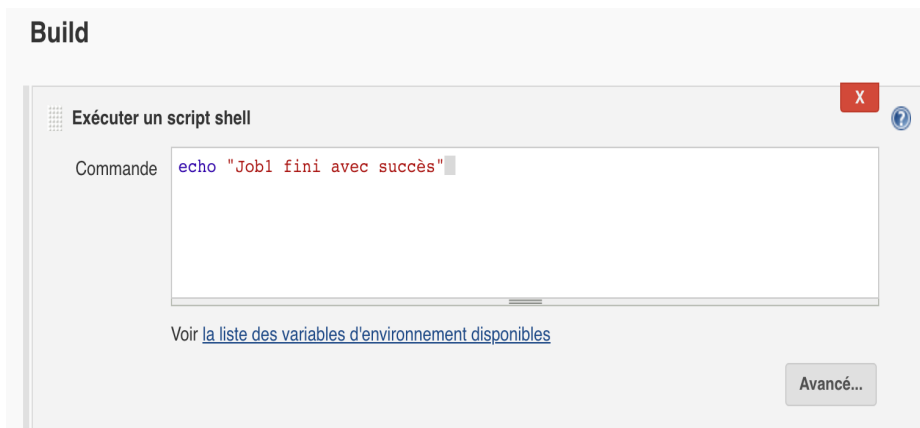 Build
X
Exécuter un script shell
?
Commande
echo "Job1 fini avec succès"
Voir la liste des variables d'environnement disponibles
Avancé...